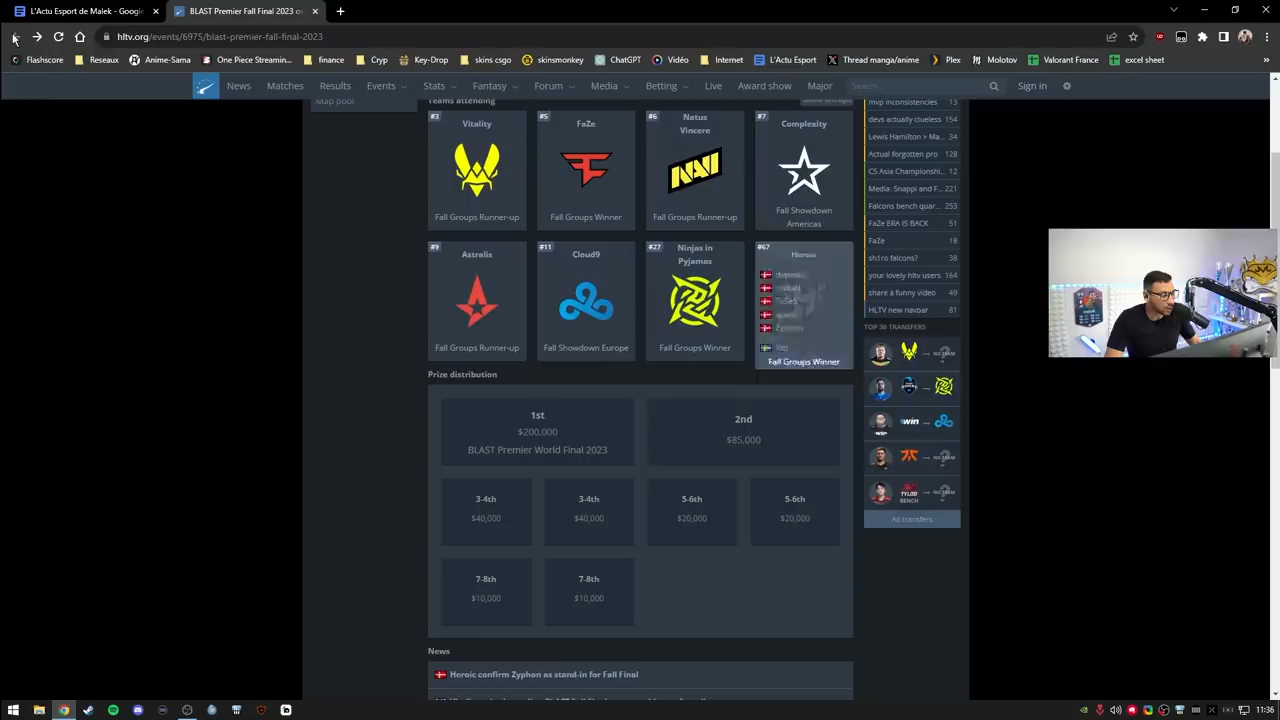 L'Actu Esport de Malek - Google
BLAST Premier Fall Final 2023
hltv.org/events/6975/blast-premier-fall-final-2023
Flashscore
Reseaux
Anime-Sama
One Piece Streamin...
finance
Cryp
Key-Drop
skins csgo
skinsmonkey
ChatGPT
Vidéo
Internet
L'Actu Esport
Thread manga/anime
Plex
Molotov
Valorant France
excel sheet
News
Matches
Results
Events
Stats
Fantasy
Forum
Media
Betting
Live
Award show
Major
Search...
Sign in
Map pool
Teams attending
#3
Vitality
Fall Groups Runner-up
#5
FaZe
Fall Groups Winner
#6
Natus
Vincere
NAVI
Fall Groups Runner-up
#7
Complexity
Fall Showdown
Americas
#9
Astralis
Fall Groups Runner-up
#11
Cloud9
Fall Showdown Europe
#27
Ninjas in
Pyjamas
Fall Groups Winner
#67
Fall Groups Winner
Prize distribution
1st
$200,000
BLAST Premier World Final 2023
2nd
$85,000
3-4th
$40,000
3-4th
$40,000
5-6th
$20,000
5-6th
$20,000
7-8th
$10,000
7-8th
$10,000
News
Heroic confirm Zyphon as stand-in for Fall Final
mvp inconsistencies 13
devs actually clueless 154
Lewis Hamilton > Ma... 34
Actual forgotten pro 128
CS Asia Championshi... 12
Media: Snappi and F... 221
Falcons bench quar... 253
FaZe ERA IS BACK 51
FaZe 18
sh1ro falcons? 38
your lovely hltv users 164
share a funny video 49
HLTV new navbar 81
TOP 30 TRANSFERS
1WIN
TYLOO
BENCH
All transfers
11:36